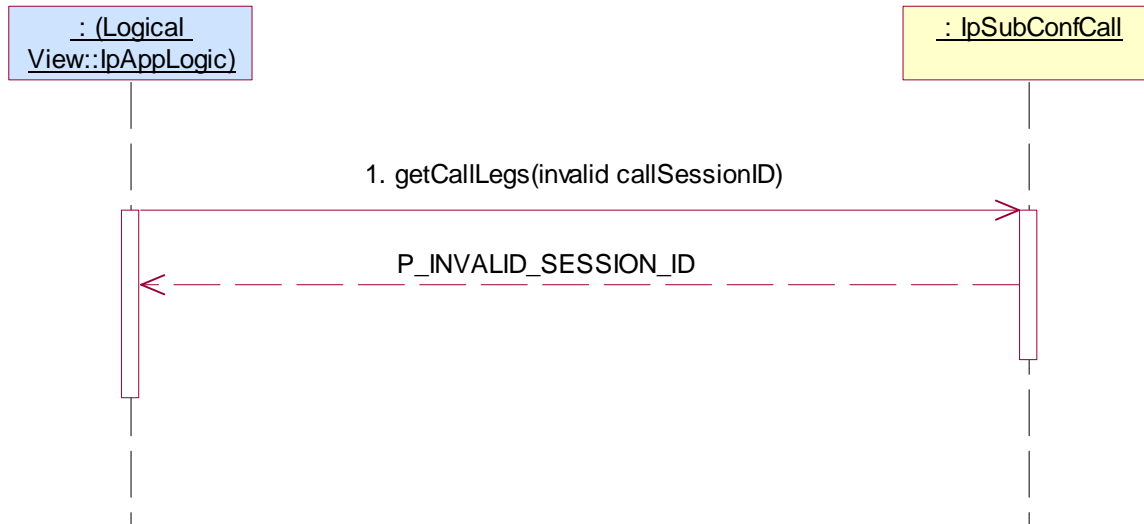 : (Logical
View::IpAppLogic)
: IpSubConfCall
1. getCallLegs(invalid callSessionID)
P_INVALID_SESSION_ID